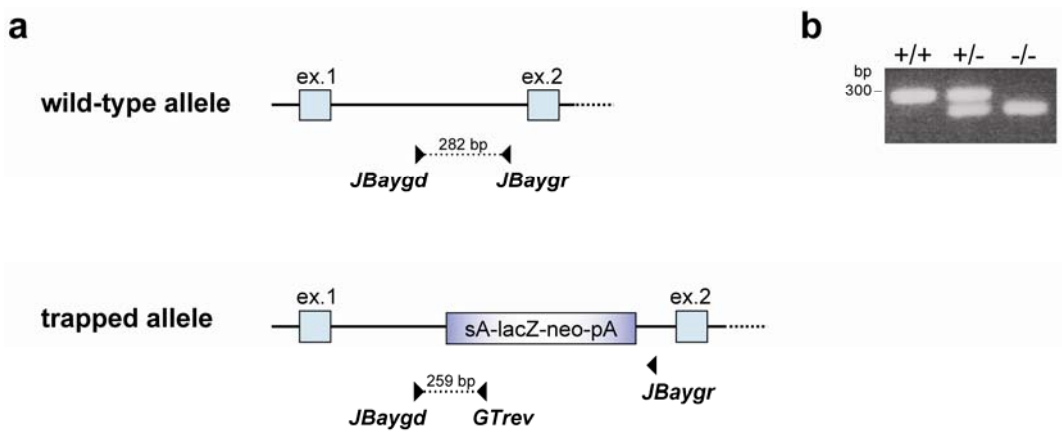 a
ex.1
ex.2
wild-type allele
282 bp
JBaygd
JBaygr
ex.1
ex.2
trapped allele
sA-lacZ-neo-pA
259 bp
JBaygd
GTrev
JBaygr
b
+/+ +/- -/-
bp
300